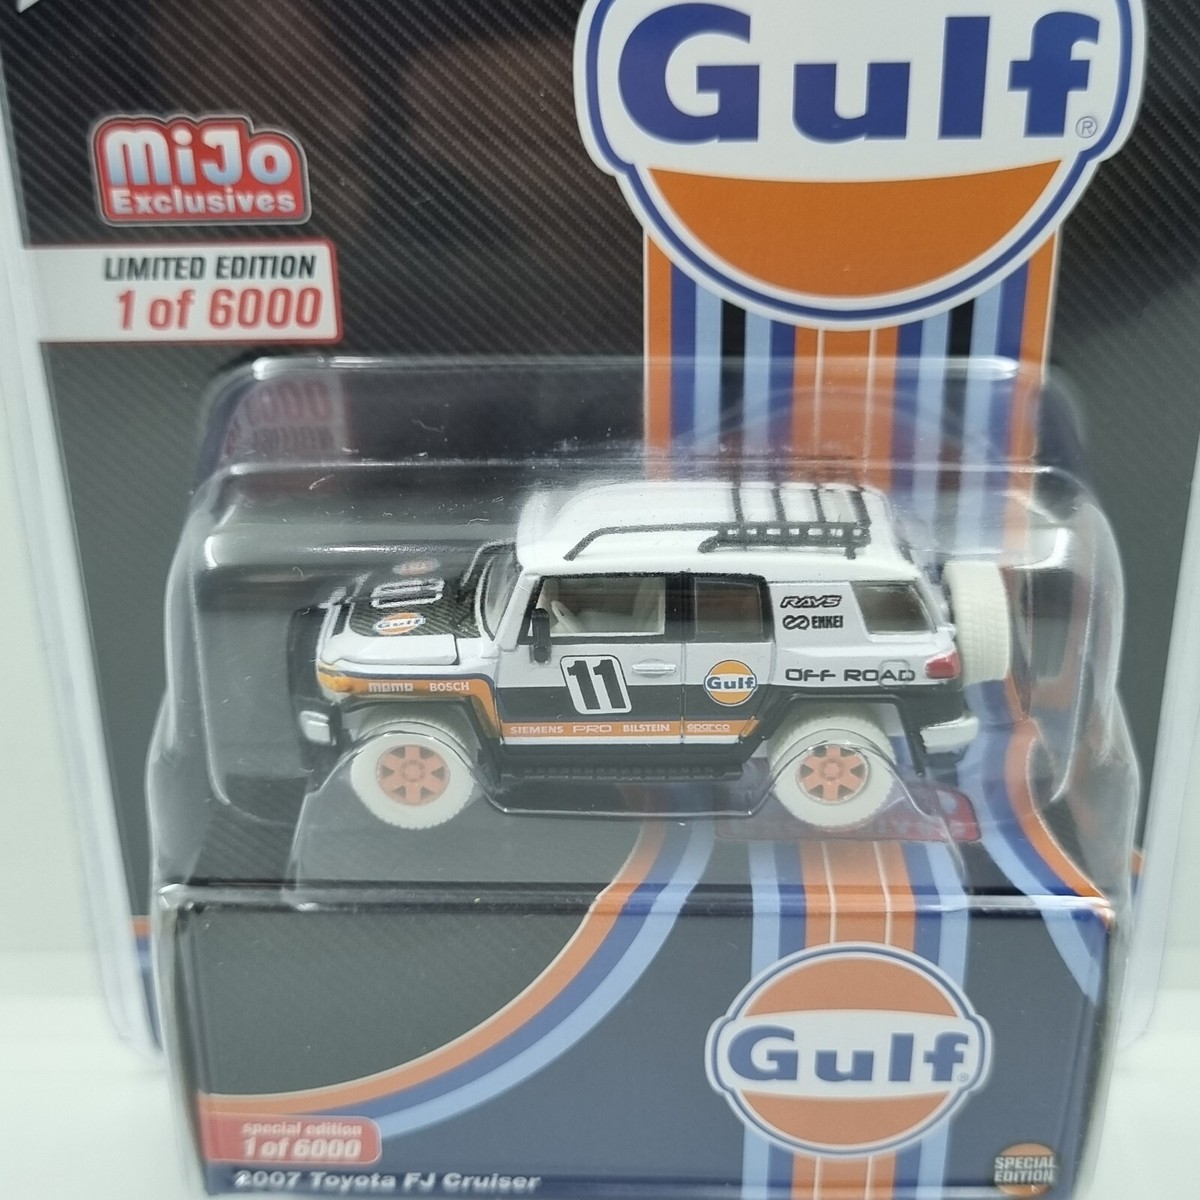 Gulf
®
MiJo
Exclusives
LIMITED EDITION
1 of 6000
11
Gulf
RAYS
ENKEI
11
Gulf
OFF ROAD
momo BOSCH
SIEMENS PRO BILSTEIN sparco
Gulf
®
special edition
1 of 6000
2007 Toyota FJ Cruiser
SPECIAL
EDITION